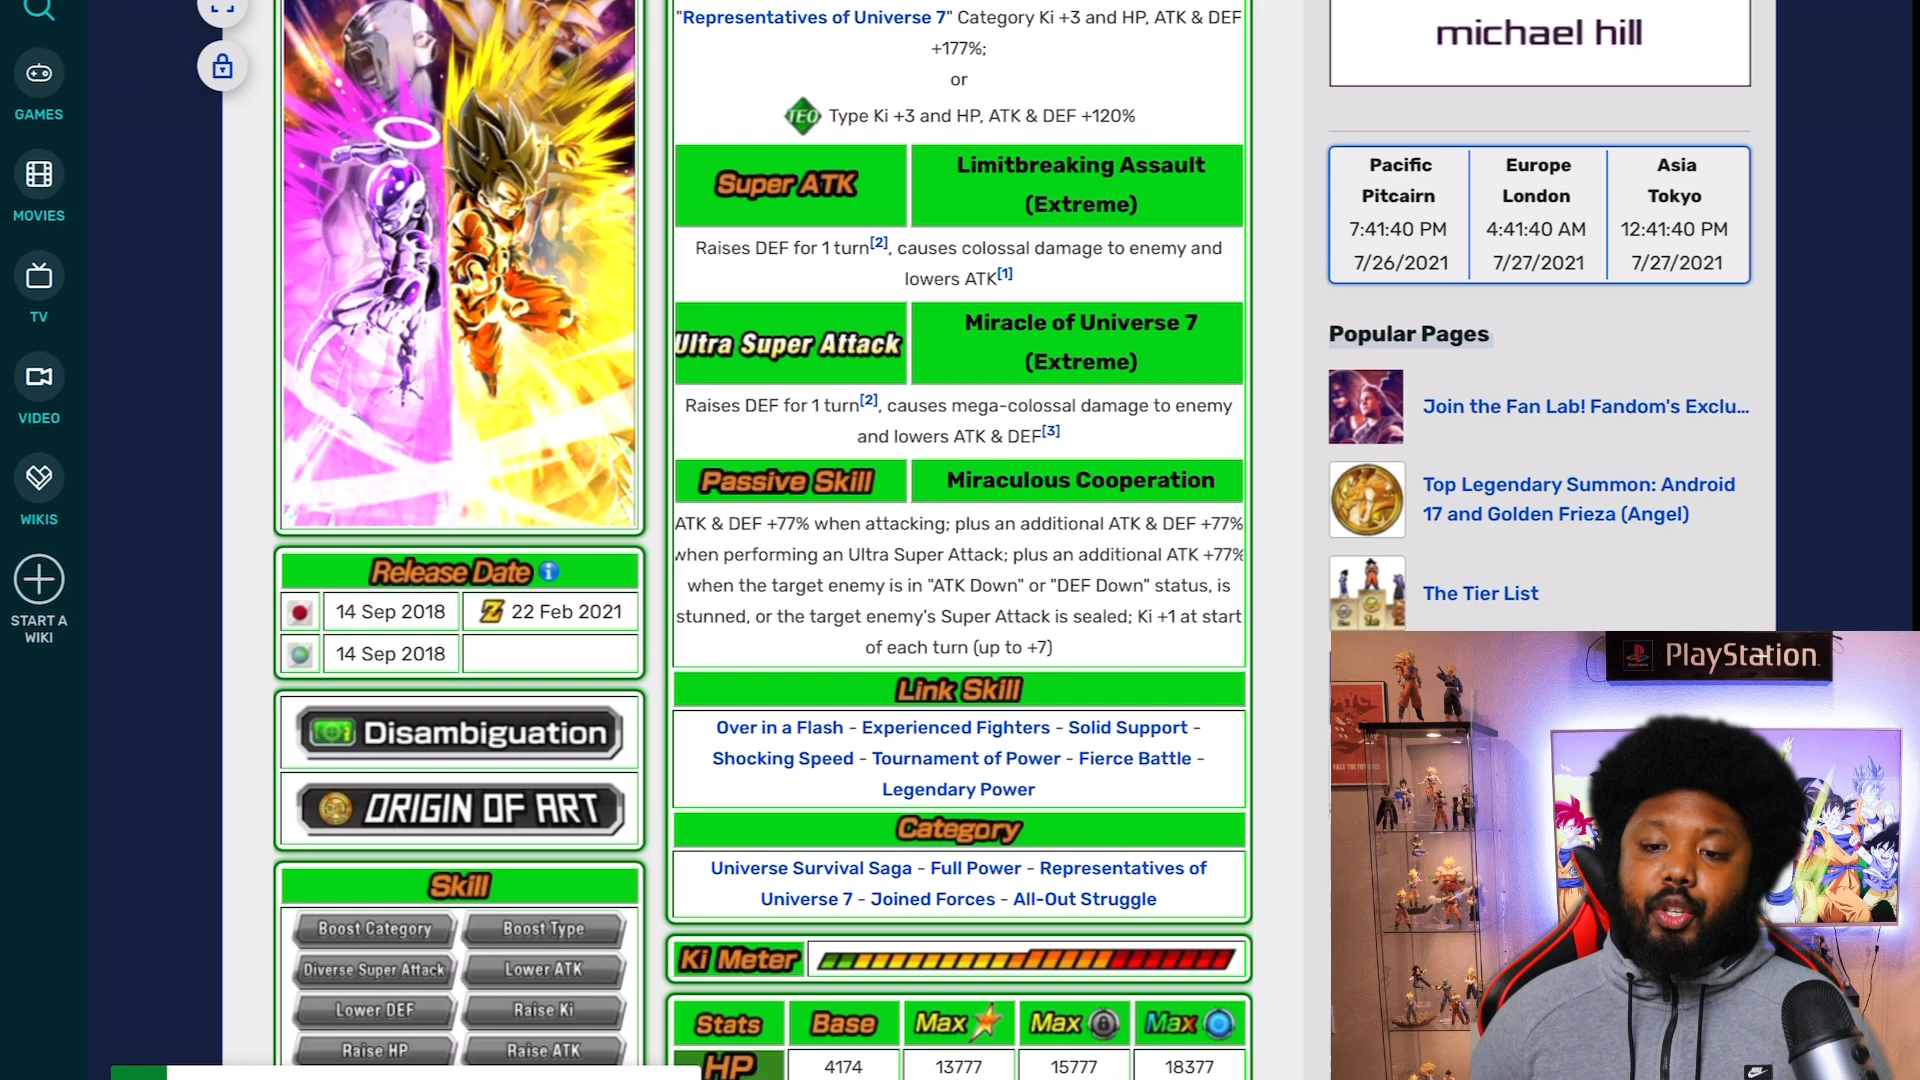 GAMES
MOVIES
TV
VIDEO
WIKIS
START A
WIKI
Release Date
14 Sep 2018
22 Feb 2021
14 Sep 2018
Disambiguation
ORIGIN OF ART
Skill
Boost Category
Boost Type
Diverse Super Attack
Lower ATK
Lower DEF
Raise Ki
Raise HP
Raise ATK
"Representatives of Universe 7" Category Ki +3 and HP, ATK & DEF
+177%;
or
TEQ Type Ki +3 and HP, ATK & DEF +120%
Super ATK
Limitbreaking Assault
(Extreme)
Raises DEF for 1 turn[2], causes colossal damage to enemy and
lowers ATK[1]
Ultra Super Attack
Miracle of Universe 7
(Extreme)
Raises DEF for 1 turn[2], causes mega-colossal damage to enemy
and lowers ATK & DEF[3]
Passive Skill
Miraculous Cooperation
ATK & DEF +77% when attacking; plus an additional ATK & DEF +77%
when performing an Ultra Super Attack; plus an additional ATK +77%
when the target enemy is in "ATK Down" or "DEF Down" status, is
stunned, or the target enemy's Super Attack is sealed; Ki +1 at start
of each turn (up to +7)
Link Skill
Over in a Flash - Experienced Fighters - Solid Support -
Shocking Speed - Tournament of Power - Fierce Battle -
Legendary Power
Category
Universe Survival Saga - Full Power - Representatives of
Universe 7 - Joined Forces - All-Out Struggle
Ki Meter
Stats Base Max Max Max
HP 4174 13777 15777 18377
michael hill
Pacific Europe Asia
Pitcairn London Tokyo
7:41:40 PM 4:41:40 AM 12:41:40 PM
7/26/2021 7/27/2021 7/27/2021
Popular Pages
Join the Fan Lab! Fandom's Exclu...
Top Legendary Summon: Android
17 and Golden Frieza (Angel)
The Tier List
PlayStation